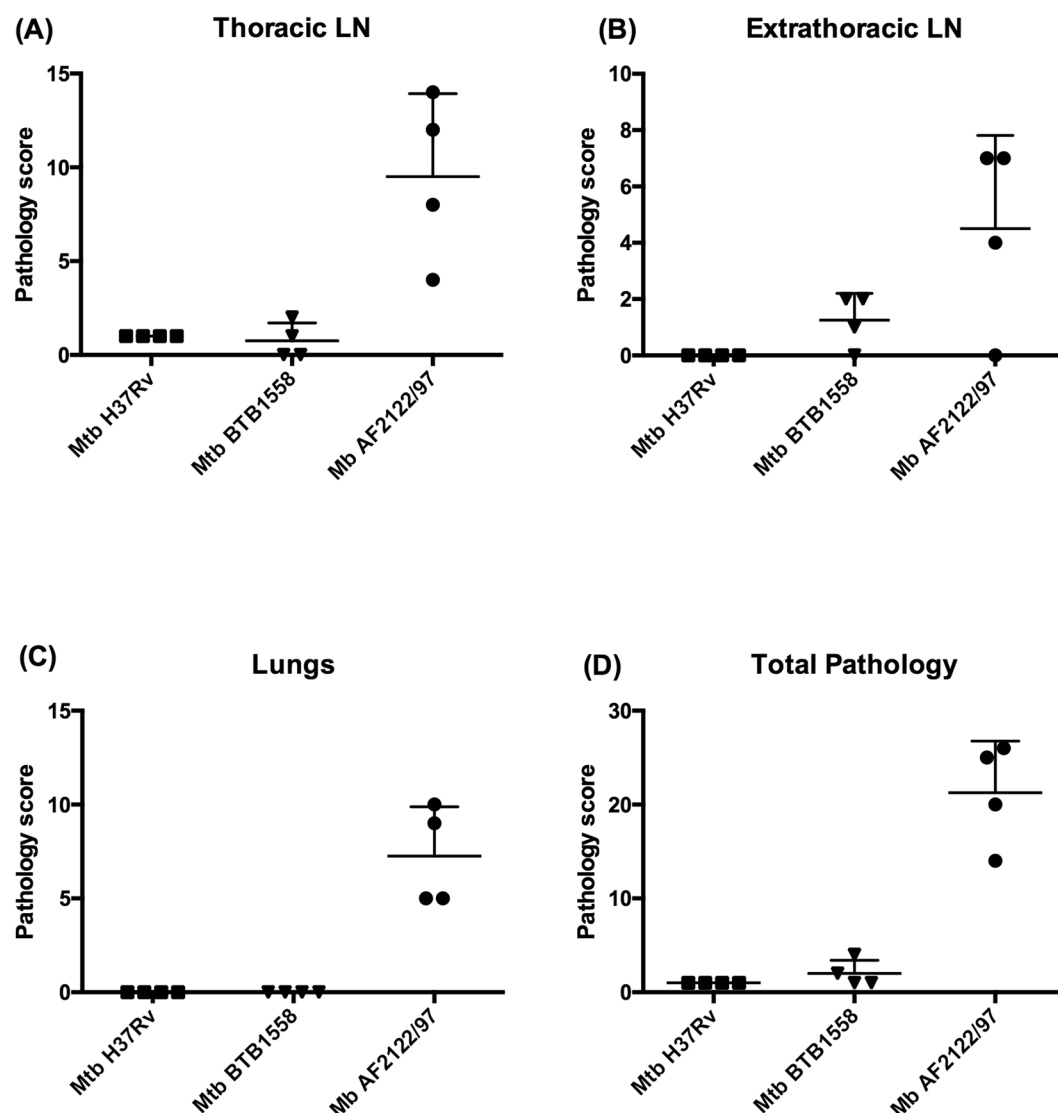 (A) Thoracic LN
Pathology score
15
10
5
0
Mtb H37Rv
Mtb BTB1558
Mb AF2122/97
(B) Extrathoracic LN
Pathology score
10
8
6
4
2
0
Mtb H37Rv
Mtb BTB1558
Mb AF2122/97
(C) Lungs
Pathology score
15
10
5
0
Mtb H37Rv
Mtb BTB1558
Mb AF2122/97
(D) Total Pathology
Pathology score
30
20
10
0
Mtb H37Rv
Mtb BTB1558
Mb AF2122/97